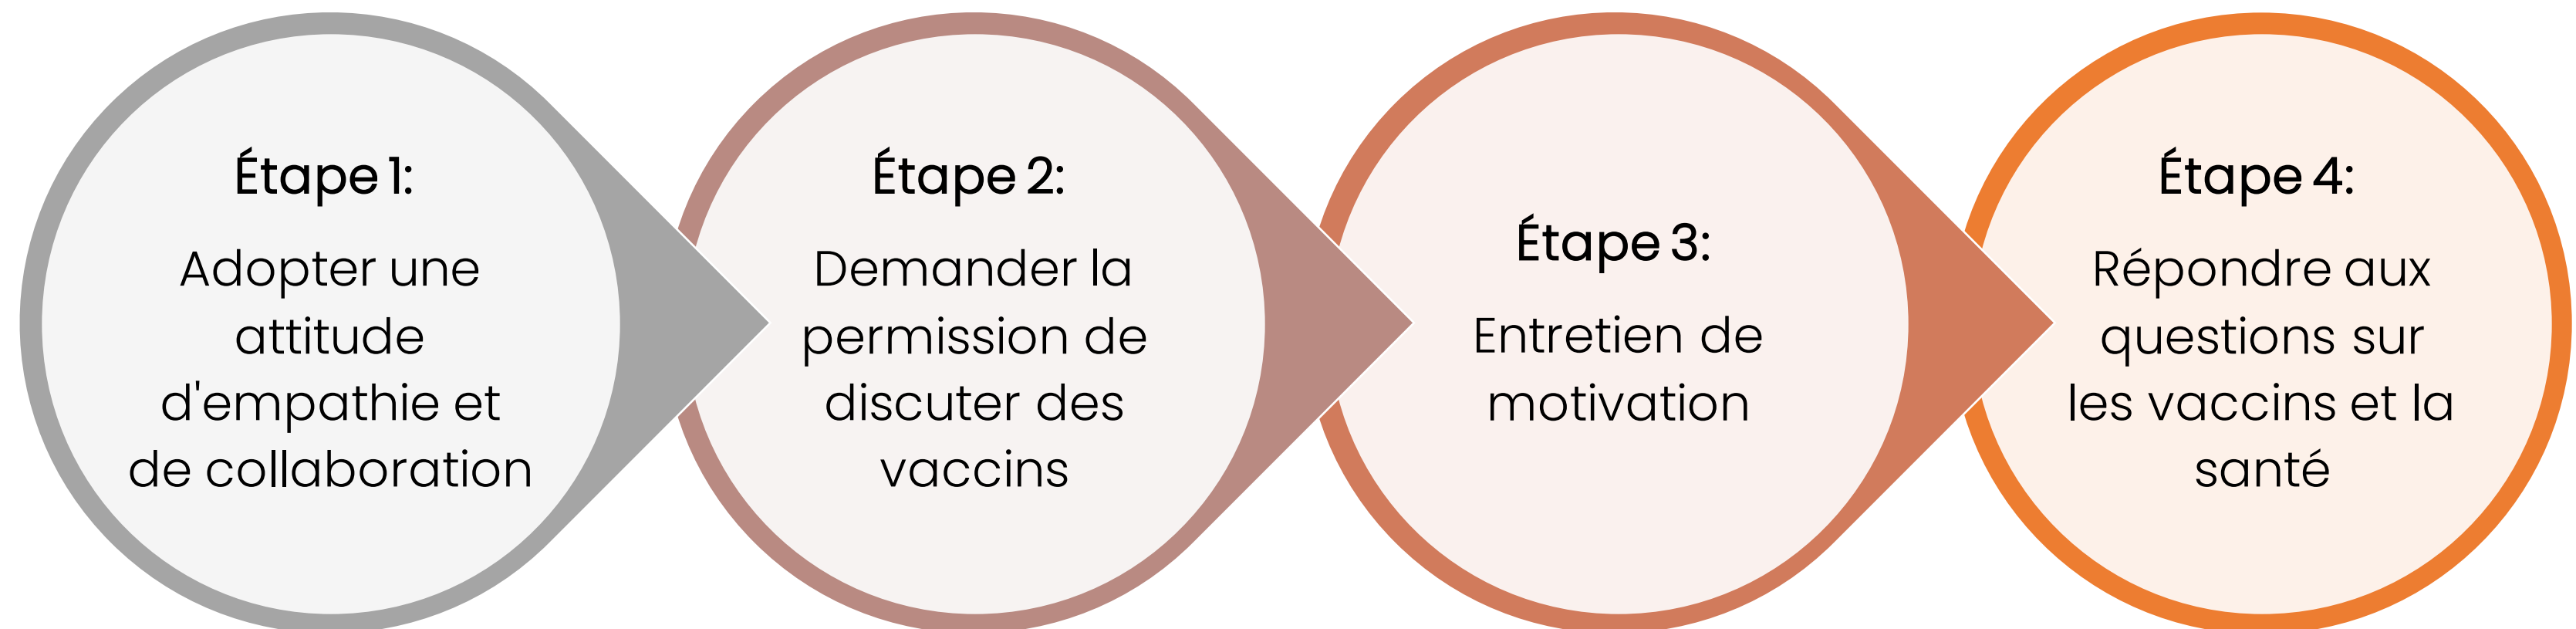 Étape 1:
Adopter une
attitude
d'empathie et
de collaboration
Étape 2:
Demander la
permission de
discuter des
vaccins
Étape 3:
Entretien de
motivation
Étape 4:
Répondre aux
questions sur
les vaccins et la
santé